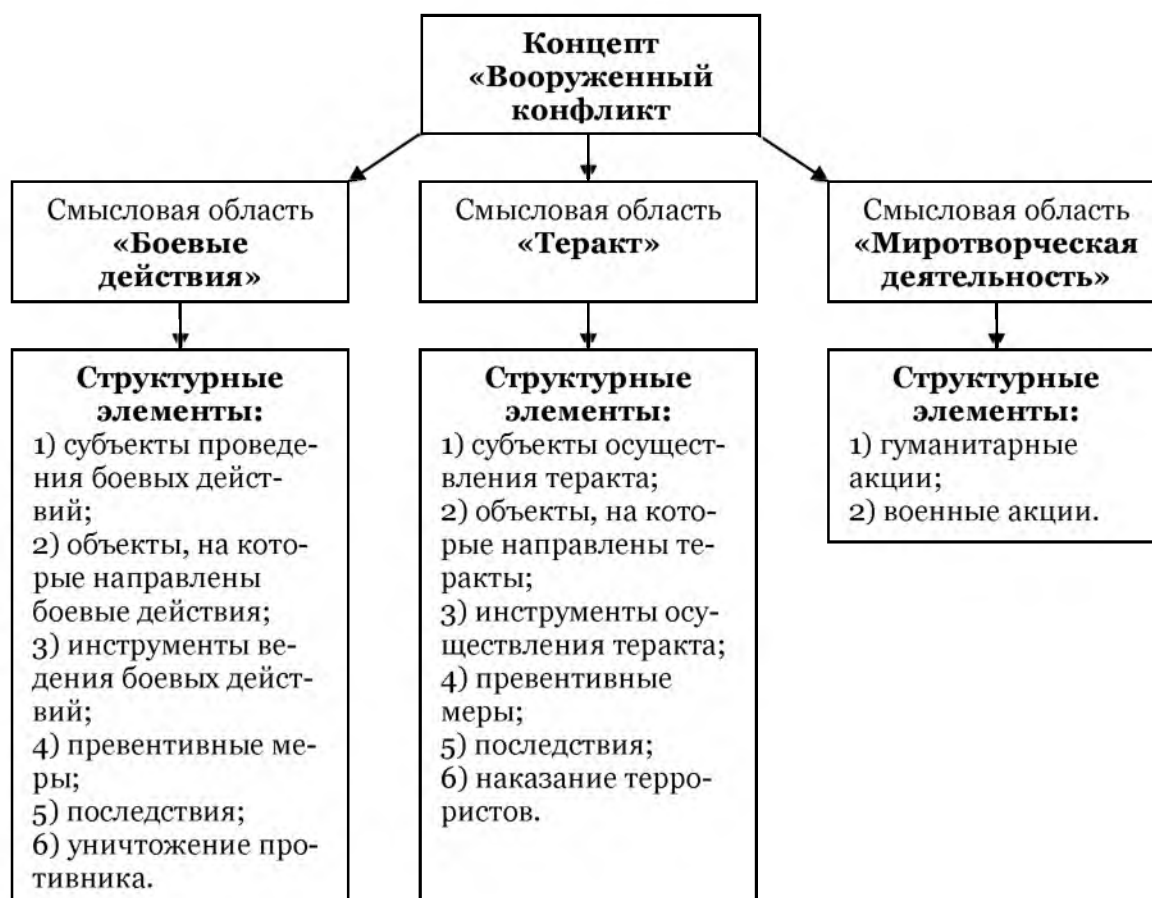 Концепт
«Вооруженный
конфликт
Смысловая область
«Боевые
действия»
Смысловая область
«Теракт»
Смысловая область
«Миротворческая
деятельность»
Структурные
элементы:
1) субъекты проведе-
ния боевых дейст-
вий;
2) объекты, на кото-
рые направлены
боевые действия;
3) инструменты ве-
дения боевых дейст-
вий;
4) превентивные ме-
ры;
5) последствия;
6) уничтожение про-
тивника.
Структурные
элементы:
1) субъекты осущест-
вления теракта;
2) объекты, на кото-
рые направлены те-
ракты;
3) инструменты осу-
ществления теракта;
4) превентивные
меры;
5) последствия;
6) наказание терро-
ристов.
Структурные
элементы:
1) гуманитарные
акции;
2) военные акции.